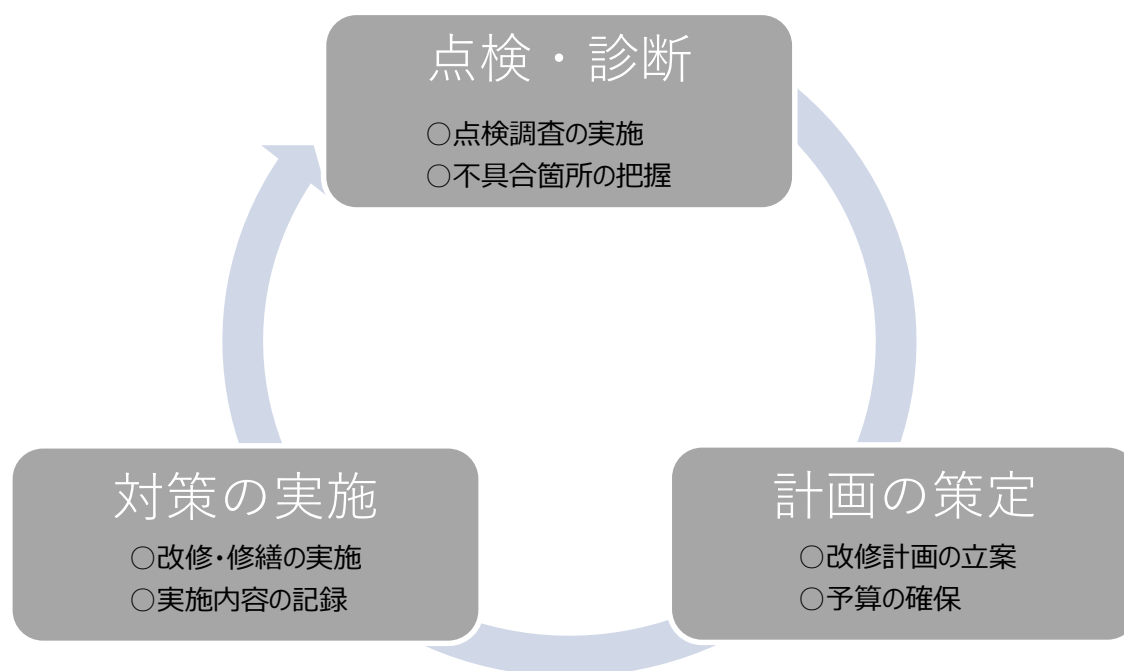 点検・診断
○点検調査の実施
○不具合箇所の把握
計画の策定
○改修計画の立案
○予算の確保
対策の実施
○改修・修繕の実施
○実施内容の記録